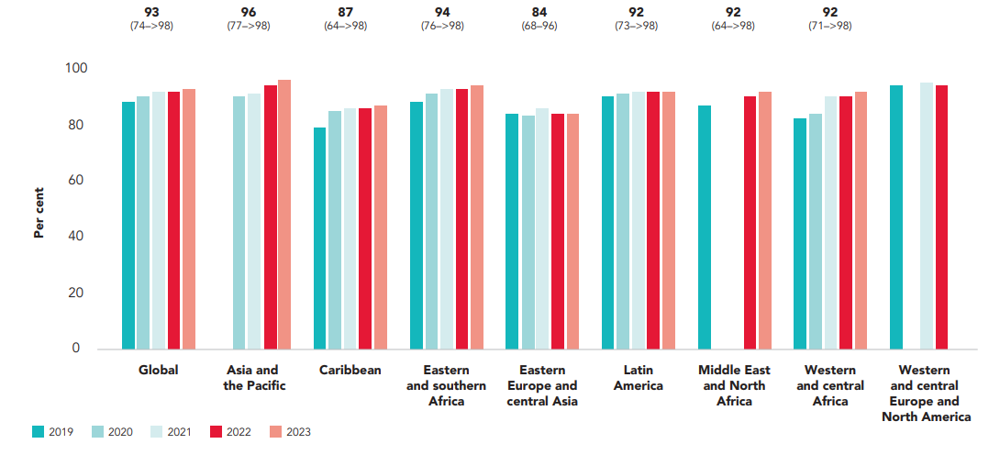 93 96 87 94 84 92 92 92
(74–>98) (77–>98) (64–>98) (76–>98) (68–96) (73–>98) (64–>98) (71–>98)
100
80
60
40
20
0
Per cent
Global
Asia and
the Pacific
Caribbean
Eastern
and southern
Africa
Eastern
Europe and
central Asia
Latin
America
Middle East
and North
Africa
Western
and central
Africa
Western
and central
Europe and
North America
2019 2020 2021 2022 2023